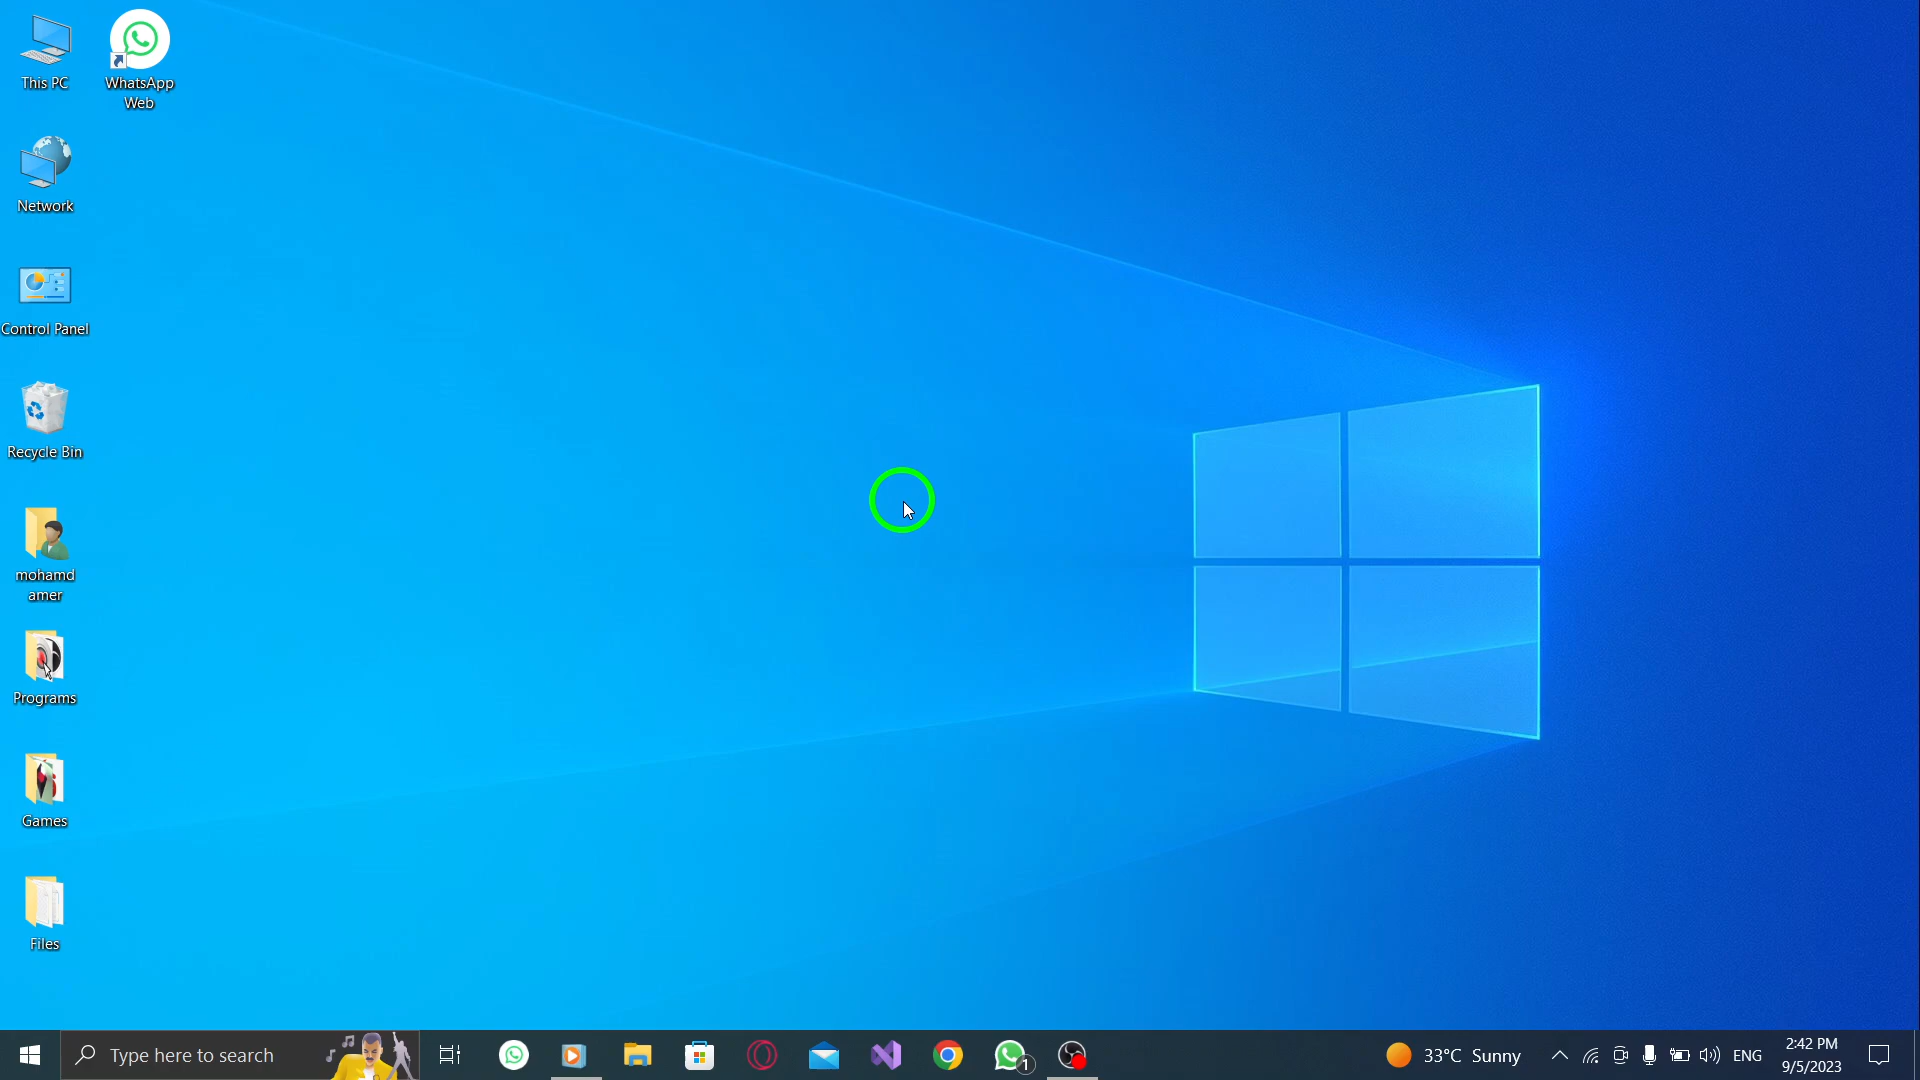 This PC
WhatsApp
Web
Network
Control Panel
Recycle Bin
mohamd
amer
Programs
Games
Files
Type here to search
1
33°C Sunny
ENG
2:42 PM
9/5/2023